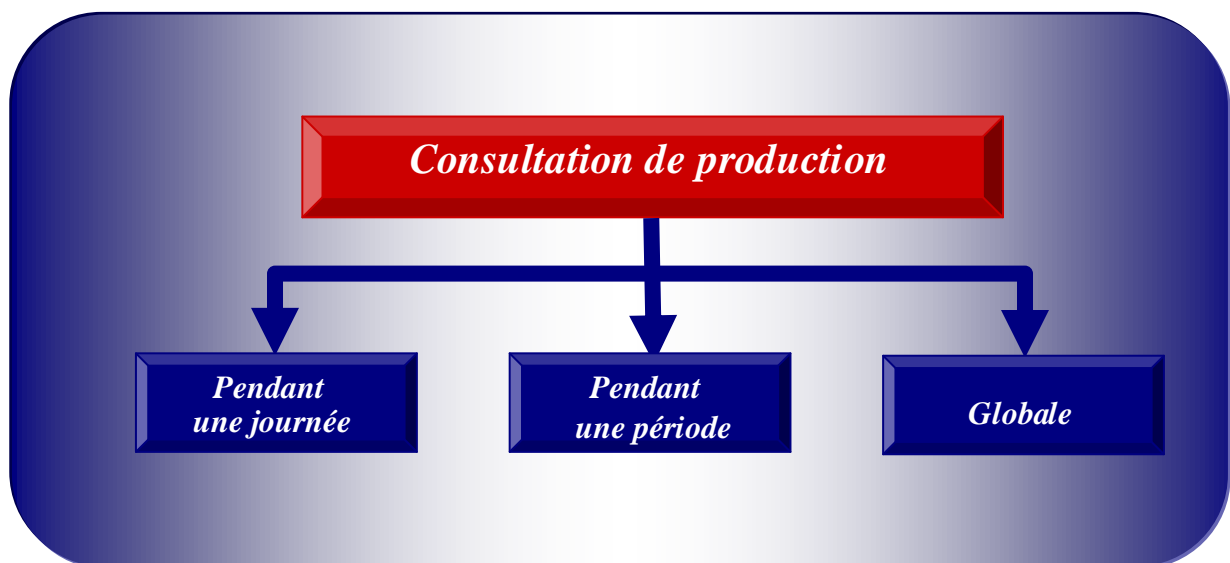 Consultation de production
Pendant
une journée
Pendant
une période
Globale